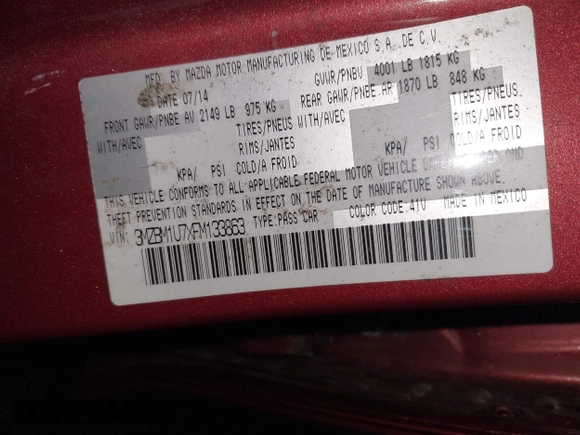 MFD. BY MAZDA MOTOR MANUFACTURING DE MEXICO S.A. DE C.V.
DATE 07/14 GVWR/PNBV 4001 LB 1815 KG
FRONT GAWR/PNBE AV 2149 LB 975 KG REAR GAWR/PNBE AR 1870 LB 848 KG
WITH/AVEC TIRES/PNEUS WITH/AVEC TIRES/PNEUS
RIMS/JANTES RIMS/JANTES
KPA/ PSI COLD/A FROID KPA/ PSI COLD/A FROID
THIS VEHICLE CONFORMS TO ALL APPLICABLE FEDERAL MOTOR VEHICLE AND
THEFT PREVENTION STANDARDS IN EFFECT ON THE DATE OF MANUFACTURE SHOWN ABOVE.
VIN: 3MZBM1U7XFM133863 TYPE:PASS CAR COLOR CODE:41V MADE IN MEXICO